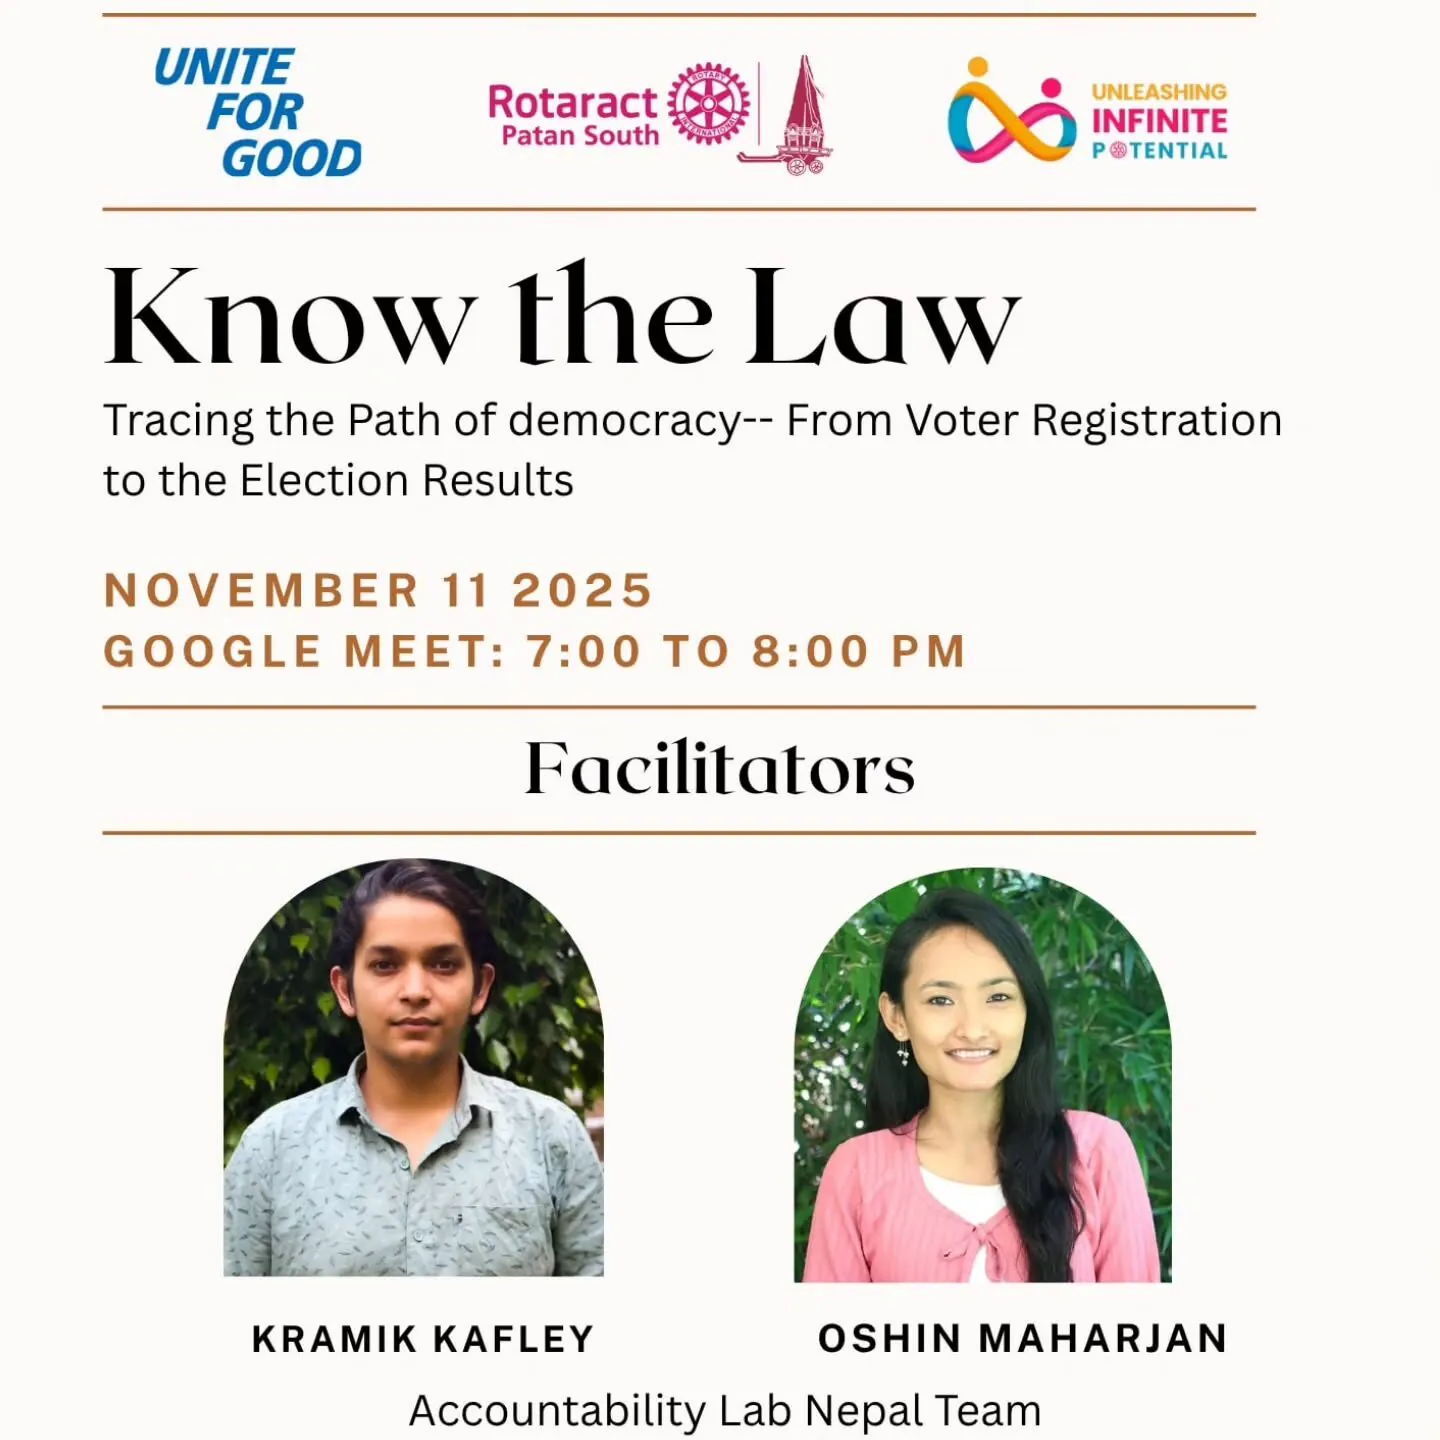 UNITE
FOR
GOOD
Rotaract
Patan South
ROTARY
INTERNATIONAL
UNLEASHING
INFINITE
POTENTIAL
Know the Law
Tracing the Path of democracy-- From Voter Registration
to the Election Results
NOVEMBER 11 2025
GOOGLE MEET: 7:00 TO 8:00 PM
Facilitators
KRAMIK KAFLEY
OSHIN MAHARJAN
Accountability Lab Nepal Team